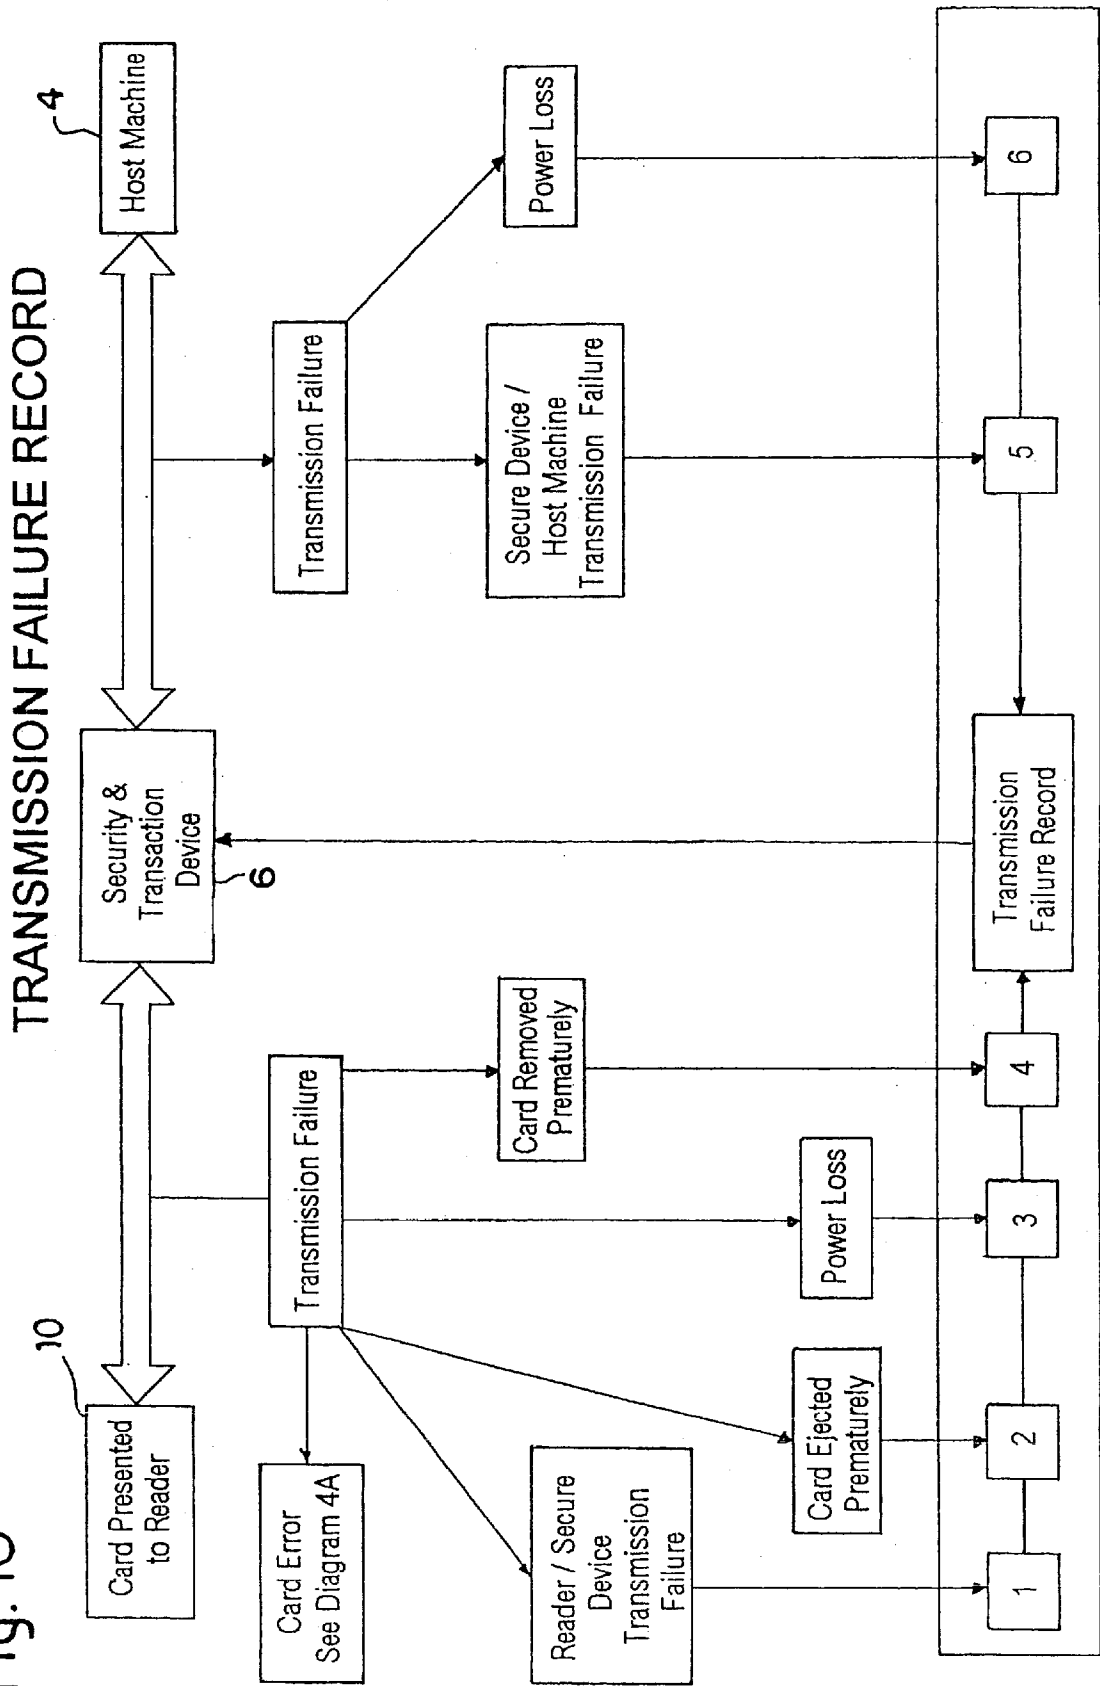 Fig. 10
TRANSMISSION FAILURE RECORD
10
4
Card Presented
to Reader
Security &
Transaction
Device
6
Host Machine
Transmission Failure
Transmission Failure
Card Error
See Diagram 4A
Reader / Secure
Device
Transmission
Failure
Card Ejected
Prematurely
Power Loss
Card Removed
Prematurely
Secure Device /
Host Machine
Transmission Failure
Power Loss
1
2
3
4
Transmission
Failure Record
5
6